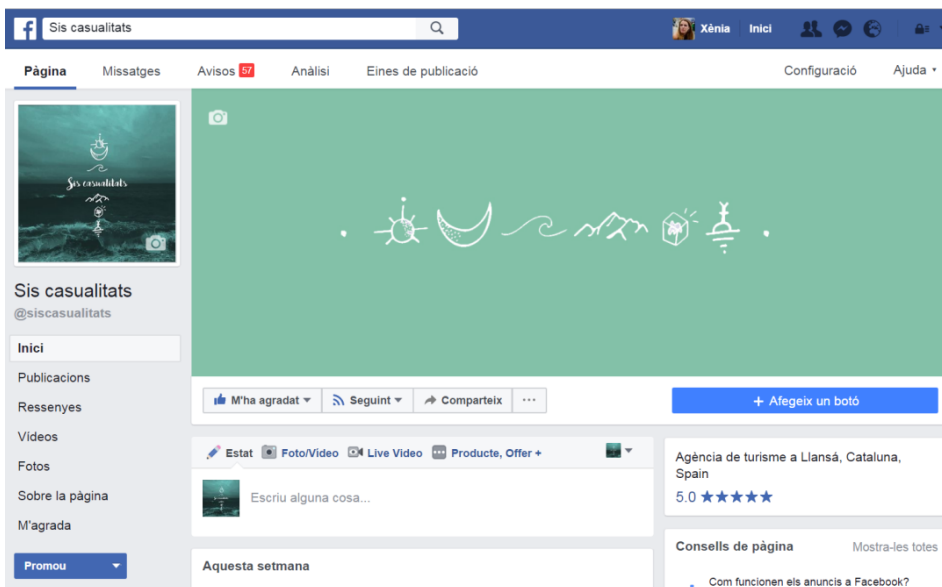 Sis casualitats
Xènia Inici
Pàgina Missatges Avisos 57 Anàlisi Eines de publicació Configuració Ajuda
Sis casualitats
Sis casualitats
@siscasualitats
Inici
Publicacions
Ressenyes
Vídeos
Fotos
Sobre la pàgina
M'agrada
Promou
M'ha agradat Seguint Comparteix ...
+ Afegeix un botó
Estat Foto/Vídeo Live Video Producte, Offer +
Escriu alguna cosa...
Aquesta setmana
Agència de turisme a Llansá, Cataluna,
Spain
5.0 ★★★★★
Consells de pàgina Mostra-les totes
Com funcionen els anuncis a Facebook?